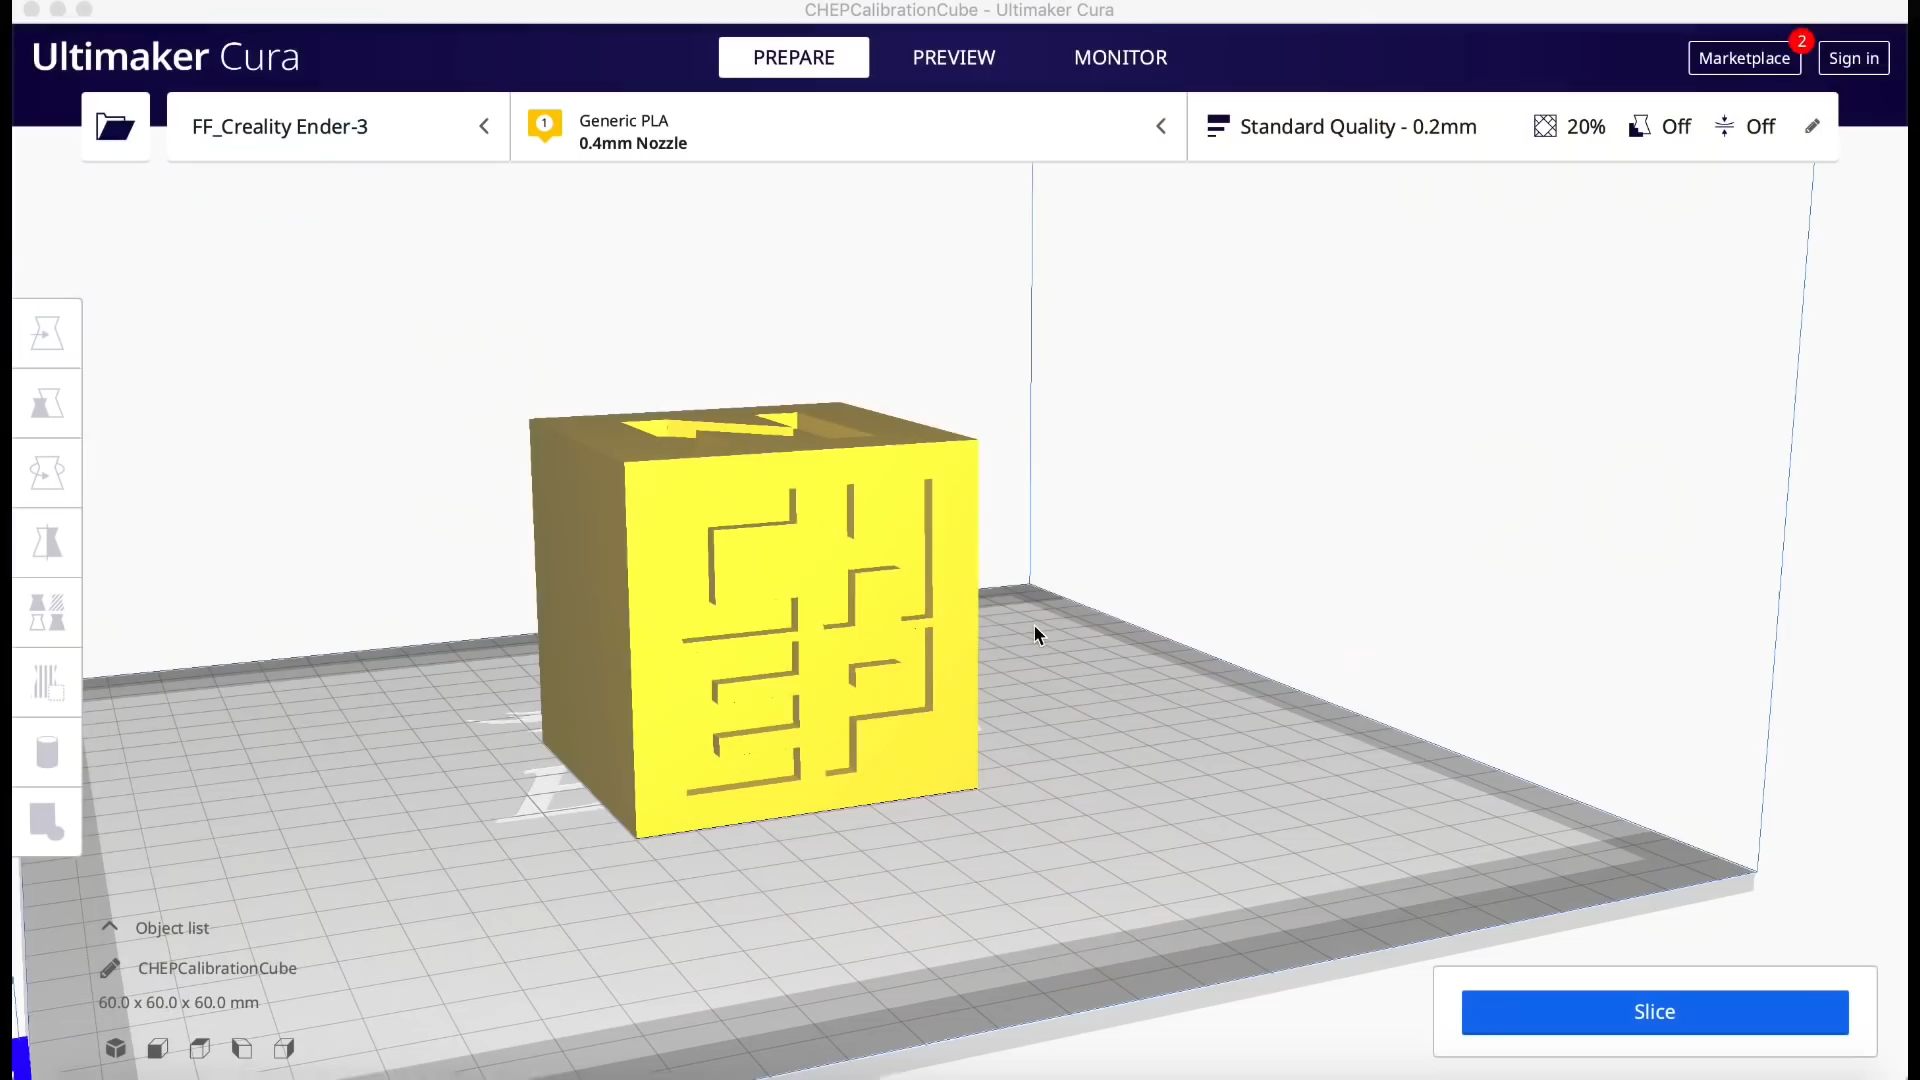 CHEPCalibrationCube - Ultimaker Cura
Ultimaker Cura
PREPARE
PREVIEW
MONITOR
Marketplace
2
Sign in
FF_Creality Ender-3
1
Generic PLA
0.4mm Nozzle
Standard Quality - 0.2mm
20%
Off
Off
Z
CH
EP
Object list
CHEPCalibrationCube
60.0 x 60.0 x 60.0 mm
Slice